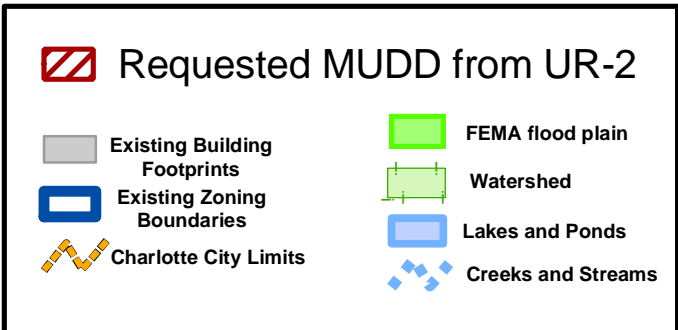 Requested MUDD from UR-2
Existing Building
Footprints
Existing Zoning
Boundaries
Charlotte City Limits
FEMA flood plain
Watershed
Lakes and Ponds
Creeks and Streams